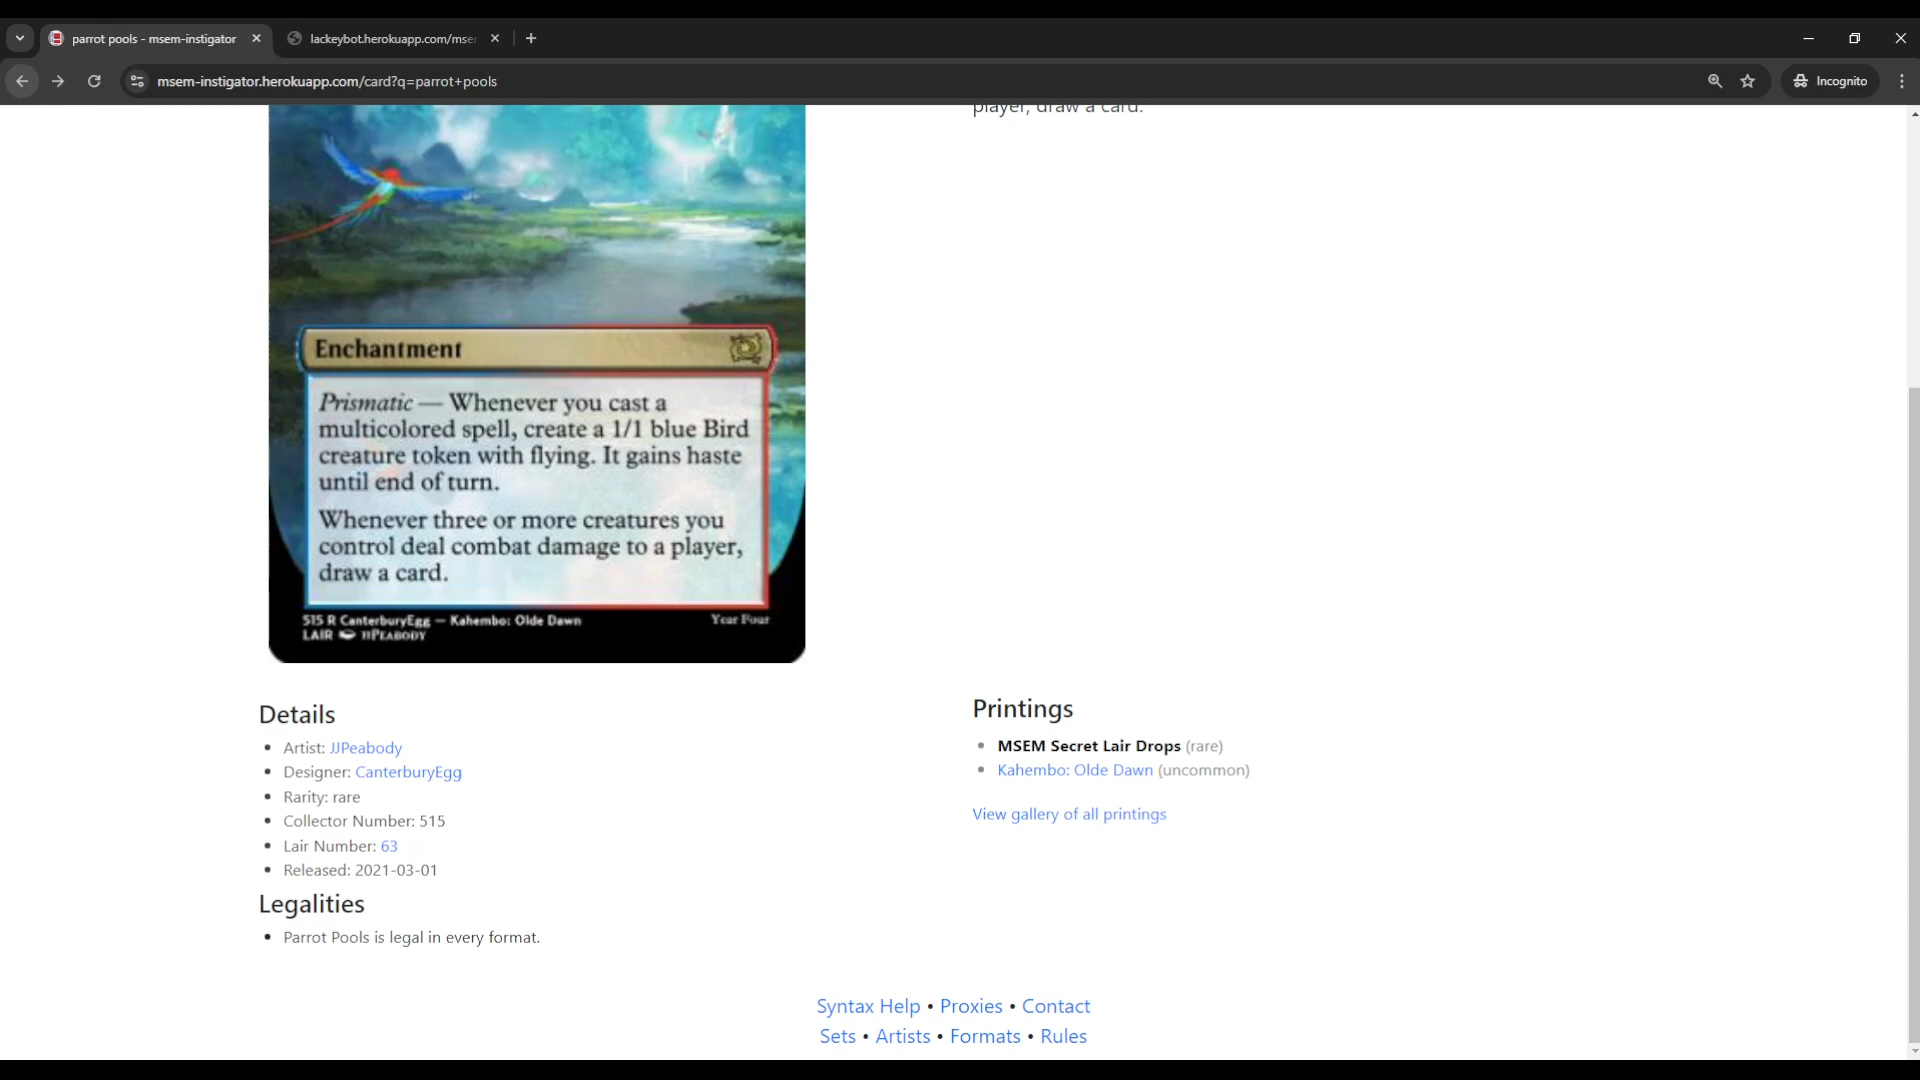 parrot pools - msem-instigator
lackeybot.herokuapp.com/mse
msem-instigator.herokuapp.com/card?q=parrot+pools
Incognito
player, draw a card.
Enchantment
Prismatic — Whenever you cast a
multicolored spell, create a 1/1 blue Bird
creature token with flying. It gains haste
until end of turn.
Whenever three or more creatures you
control deal combat damage to a player,
draw a card.
515 R CanterburyEgg — Kahembo: Olde Dawn
Year Four
LAIR JJPEABODY
Details
• Artist: JJPeabody
• Designer: CanterburyEgg
• Rarity: rare
• Collector Number: 515
• Lair Number: 63
• Released: 2021-03-01
Legalities
• Parrot Pools is legal in every format.
Printings
• MSEM Secret Lair Drops (rare)
• Kahembo: Olde Dawn (uncommon)
View gallery of all printings
Syntax Help • Proxies • Contact
Sets • Artists • Formats • Rules